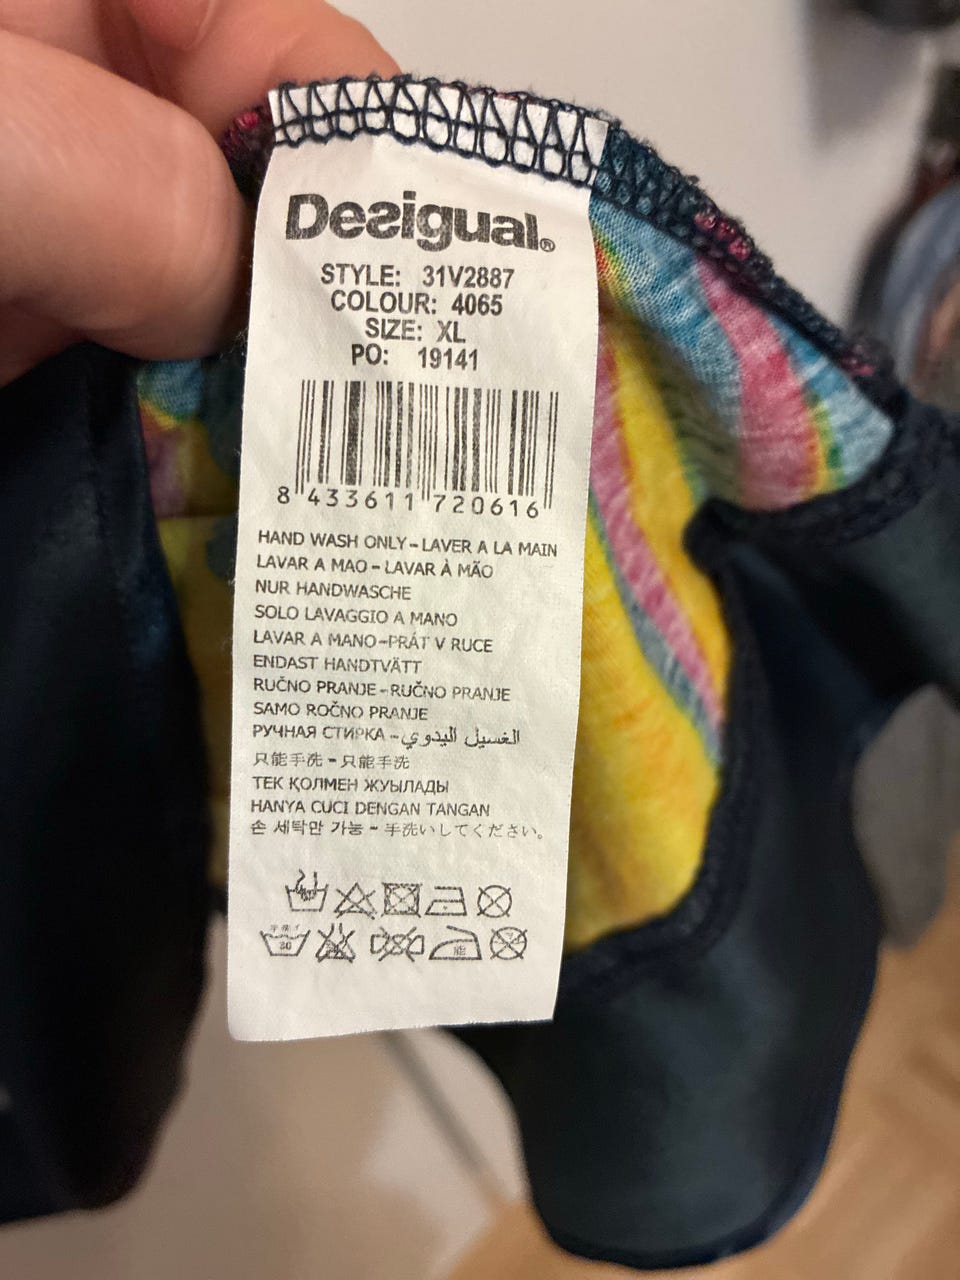 Desigual®
STYLE: 31V2887
COLOUR: 4065
SIZE: XL
PO: 19141
8 433611 720616
HAND WASH ONLY - LAVER A LA MAIN
LAVAR A MAO - LAVAR À MÃO
NUR HANDWASCHE
SOLO LAVAGGIO A MANO
LAVAR A MANO - PRÁT V RUCE
ENDAST HANDTVÄTT
RUČNO PRANJE - RUČNO PRANJE
SAMO ROČNO PRANJE
РУЧНАЯ СТИРКА - الغسيل اليدوي
只能手洗 - 只能手洗
ТЕК ҚОЛМЕН ЖУЫЛАДЫ
HANYA CUCI DENGAN TANGAN
손 세탁만 가능 - 手洗いしてください。
30